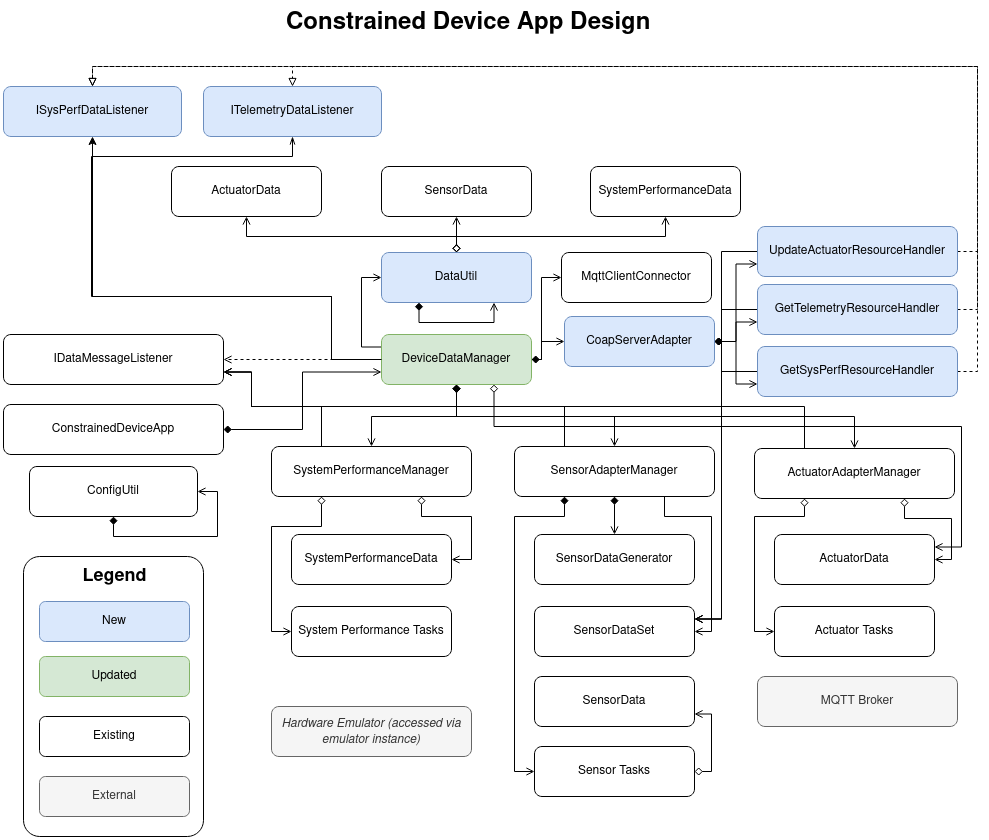 Constrained Device App Design
ISysPerfDataListener
ITelemetryDataListener
ActuatorData
SensorData
SystemPerformanceData
UpdateActuatorResourceHandler
DataUtil
MqttClientConnector
GetTelemetryResourceHandler
CoapServerAdapter
IDataMessageListener
DeviceDataManager
GetSysPerfResourceHandler
ConstrainedDeviceApp
SystemPerformanceManager
SensorAdapterManager
ActuatorAdapterManager
ConfigUtil
SystemPerformanceData
SensorDataGenerator
ActuatorData
Legend
New
System Performance Tasks
SensorDataSet
Actuator Tasks
Updated
SensorData
MQTT Broker
Hardware Emulator (accessed via
emulator instance)
Existing
Sensor Tasks
External